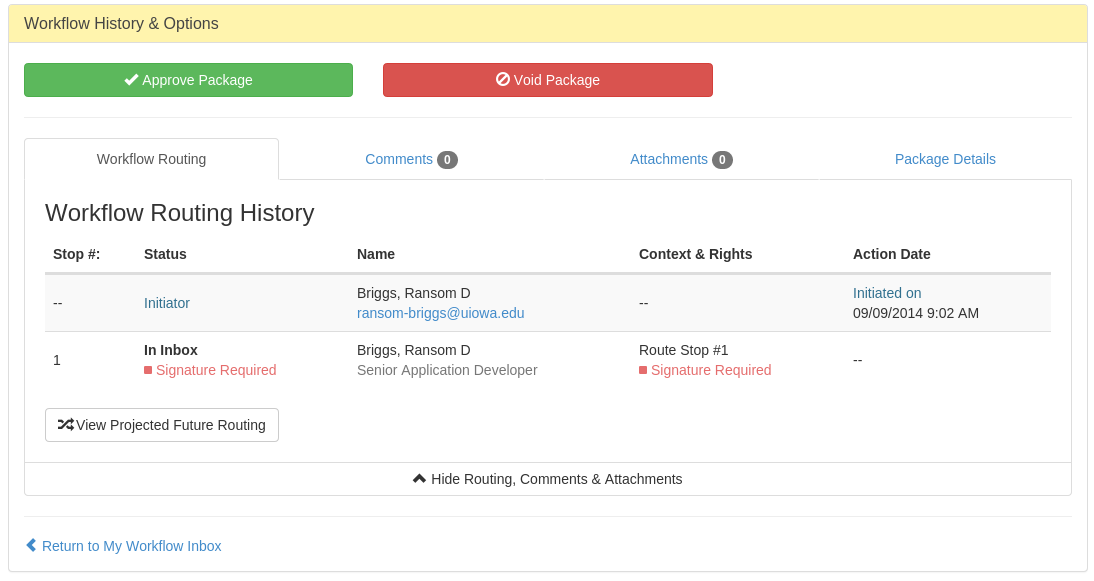 Workflow History & Options
Approve Package
Void Package
Workflow Routing
Comments 0
Attachments 0
Package Details
Workflow Routing History
Stop #: Status Name Context & Rights Action Date
-- Initiator Briggs, Ransom D -- Initiated on
ransom-briggs@uiowa.edu 09/09/2014 9:02 AM
1 In Inbox Briggs, Ransom D Route Stop #1 --
Signature Required Senior Application Developer Signature Required
View Projected Future Routing
Hide Routing, Comments & Attachments
Return to My Workflow Inbox